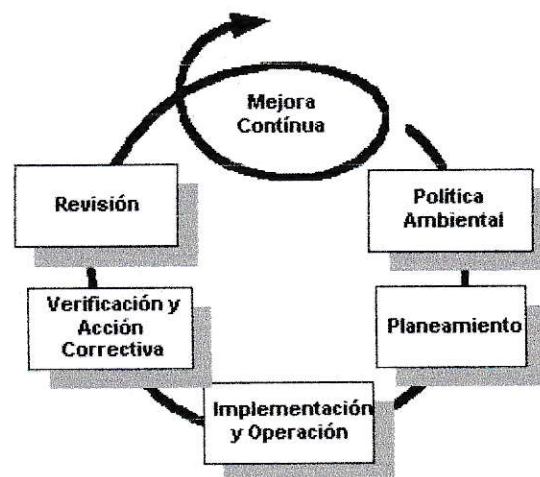 Mejora
Contínua
Política
Ambiental
Planeamiento
Implementación
y Operación
Verificación y
Acción
Correctiva
Revisión